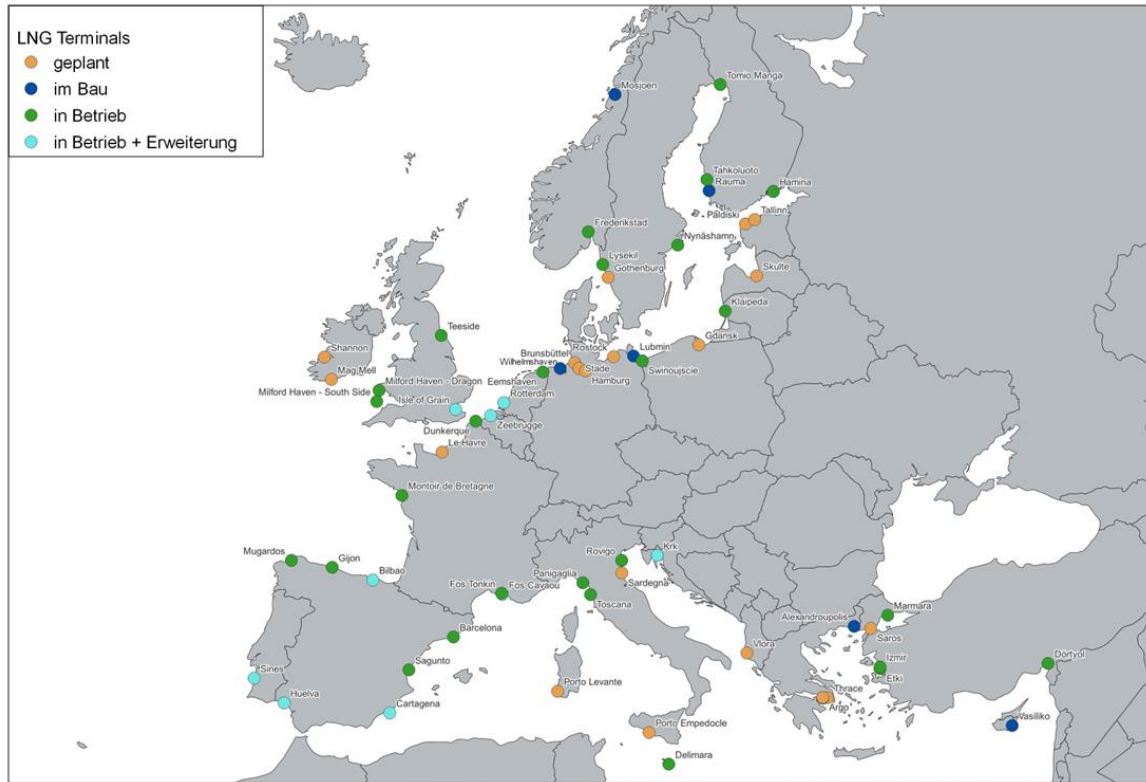 LNG Terminals
geplant
im Bau
in Betrieb
in Betrieb + Erweiterung
Mosjoen
Tornio Manga
Tahkoluoto
Rauma
Hamina
Paldiski
Tallinn
Frederikstad
Nynäshamn
Lysekil
Gothenburg
Skulte
Klaipeda
Teeside
Gdansk
Shannon
Rostock
Lubmin
Brunsbüttel
Wilhelmshaven
Swinoujscie
Stade
Mag Mell
Hamburg
Milford Haven - Dragon
Eemshaven
Milford Haven - South Side
Isle of Grain
Rotterdam
Zeebrugge
Dunkerque
Le Havre
Montoir de Bretagne
Mugardos
Gijon
Bilbao
Rovigo
Krk
Fos Tonkin
Fos Cavaou
Panigaglia
Sardegna
Toscana
Barcelona
Alexandroupolis
Marmara
Saros
Vlora
Sagunto
Izmir
Etki
Dörtyol
Sines
Porto Levante
Huelva
Cartagena
Thrace
Argo
Porto Empedocle
Vasiliko
Delimara